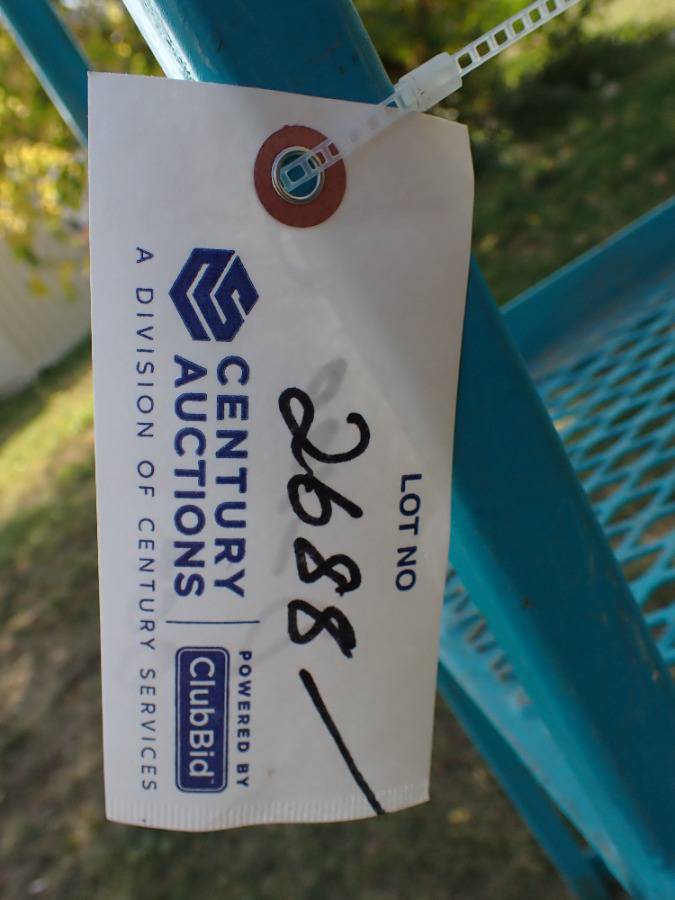 LOT NO
2688
CENTURY
AUCTIONS
POWERED BY
ClubBid
A DIVISION OF CENTURY SERVICES